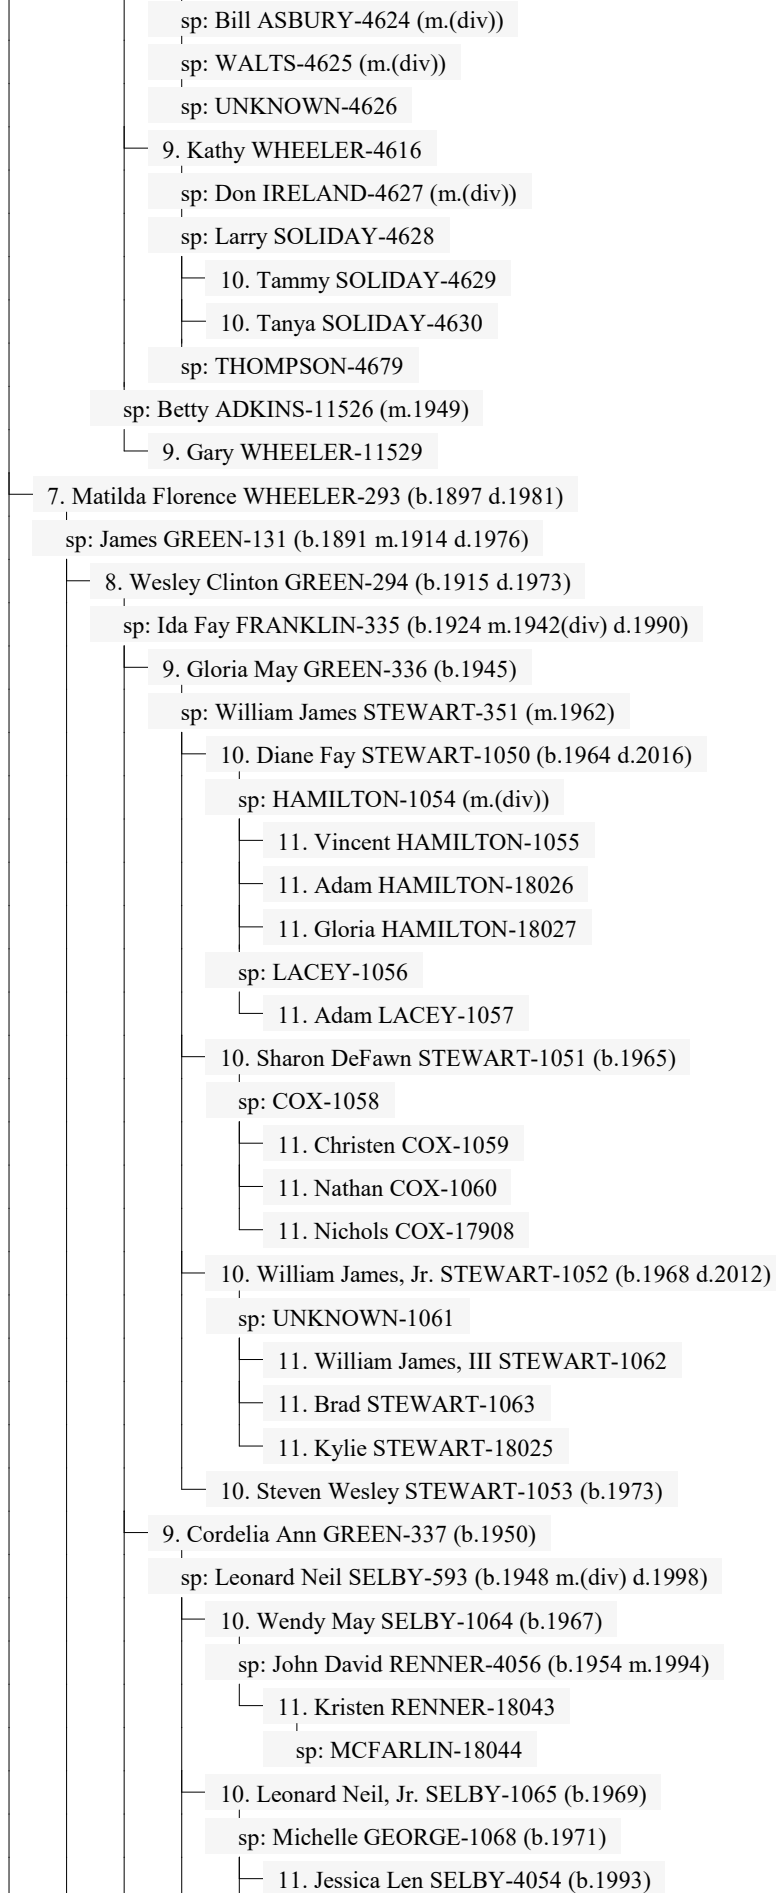 sp: Bill ASBURY-4624 (m.(div))
sp: WALTS-4625 (m.(div))
sp: UNKNOWN-4626
9. Kathy WHEELER-4616
sp: Don IRELAND-4627 (m.(div))
sp: Larry SOLIDAY-4628
10. Tammy SOLIDAY-4629
10. Tanya SOLIDAY-4630
sp: THOMPSON-4679
sp: Betty ADKINS-11526 (m.1949)
9. Gary WHEELER-11529
7. Matilda Florence WHEELER-293 (b.1897 d.1981)
sp: James GREEN-131 (b.1891 m.1914 d.1976)
8. Wesley Clinton GREEN-294 (b.1915 d.1973)
sp: Ida Fay FRANKLIN-335 (b.1924 m.1942(div) d.1990)
9. Gloria May GREEN-336 (b.1945)
sp: William James STEWART-351 (m.1962)
10. Diane Fay STEWART-1050 (b.1964 d.2016)
sp: HAMILTON-1054 (m.(div))
11. Vincent HAMILTON-1055
11. Adam HAMILTON-18026
11. Gloria HAMILTON-18027
sp: LACEY-1056
11. Adam LACEY-1057
10. Sharon DeFawn STEWART-1051 (b.1965)
sp: COX-1058
11. Christen COX-1059
11. Nathan COX-1060
11. Nichols COX-17908
10. William James, Jr. STEWART-1052 (b.1968 d.2012)
sp: UNKNOWN-1061
11. William James, III STEWART-1062
11. Brad STEWART-1063
11. Kylie STEWART-18025
10. Steven Wesley STEWART-1053 (b.1973)
9. Cordelia Ann GREEN-337 (b.1950)
sp: Leonard Neil SELBY-593 (b.1948 m.(div) d.1998)
10. Wendy May SELBY-1064 (b.1967)
sp: John David RENNER-4056 (b.1954 m.1994)
11. Kristen RENNER-18043
sp: MCFARLIN-18044
10. Leonard Neil, Jr. SELBY-1065 (b.1969)
sp: Michelle GEORGE-1068 (b.1971)
11. Jessica Len SELBY-4054 (b.1993)